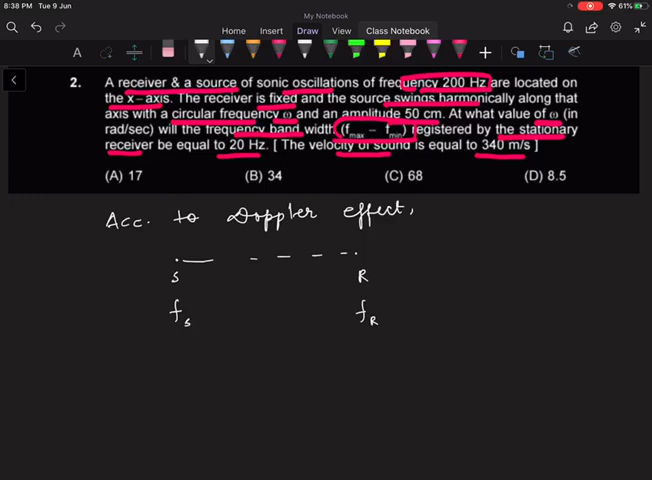 8:38 PM Tue 9 Jun
61%
My Notebook
Home Insert Draw View Class Notebook
A
2. A receiver & a source of sonic oscillations of frequency 200 Hz are located on
the x–axis. The receiver is fixed and the source swings harmonically along that
axis with a circular frequency ω and an amplitude 50 cm. At what value of ω (in
rad/sec) will the frequency band width (fmax – fmin) registered by the stationary
receiver be equal to 20 Hz. [ The velocity of sound is equal to 340 m/s ]
(A) 17 (B) 34 (C) 68 (D) 8.5
Acc. to Doppler effect,
S R
fs fR